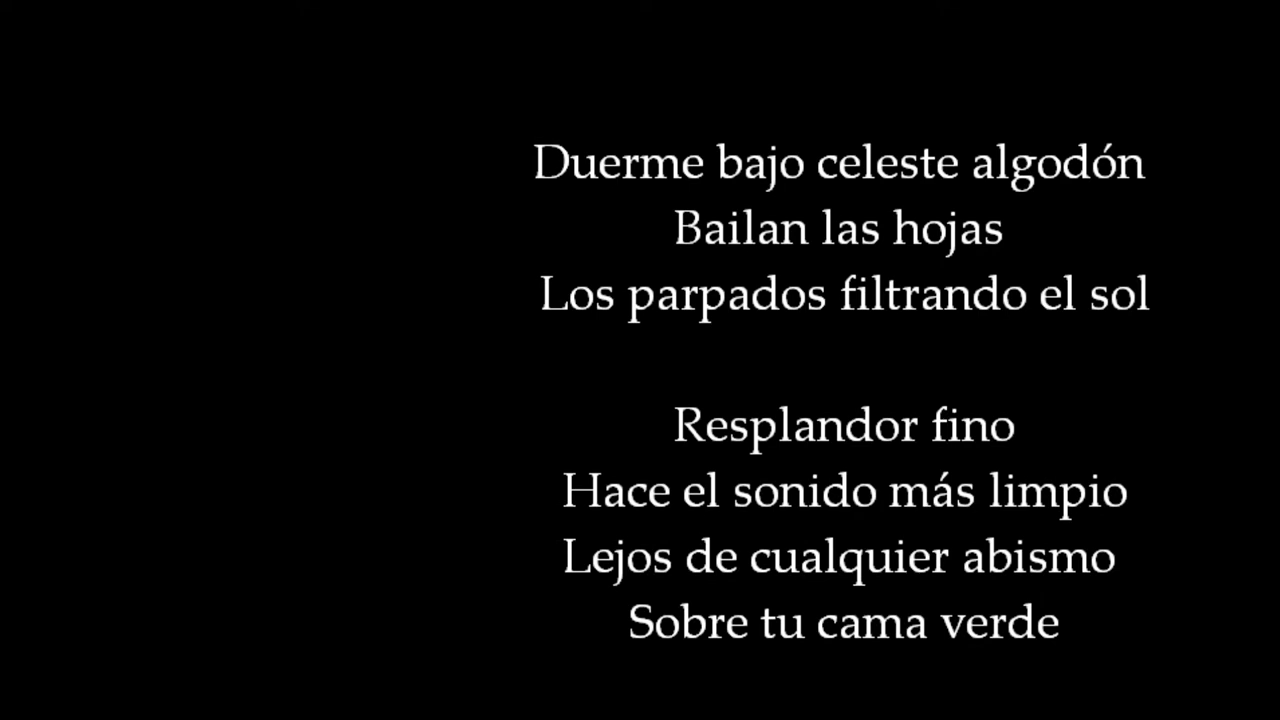 Duerme bajo celeste algodón
Bailan las hojas
Los parpados filtrando el sol
Resplandor fino
Hace el sonido más limpio
Lejos de cualquier abismo
Sobre tu cama verde